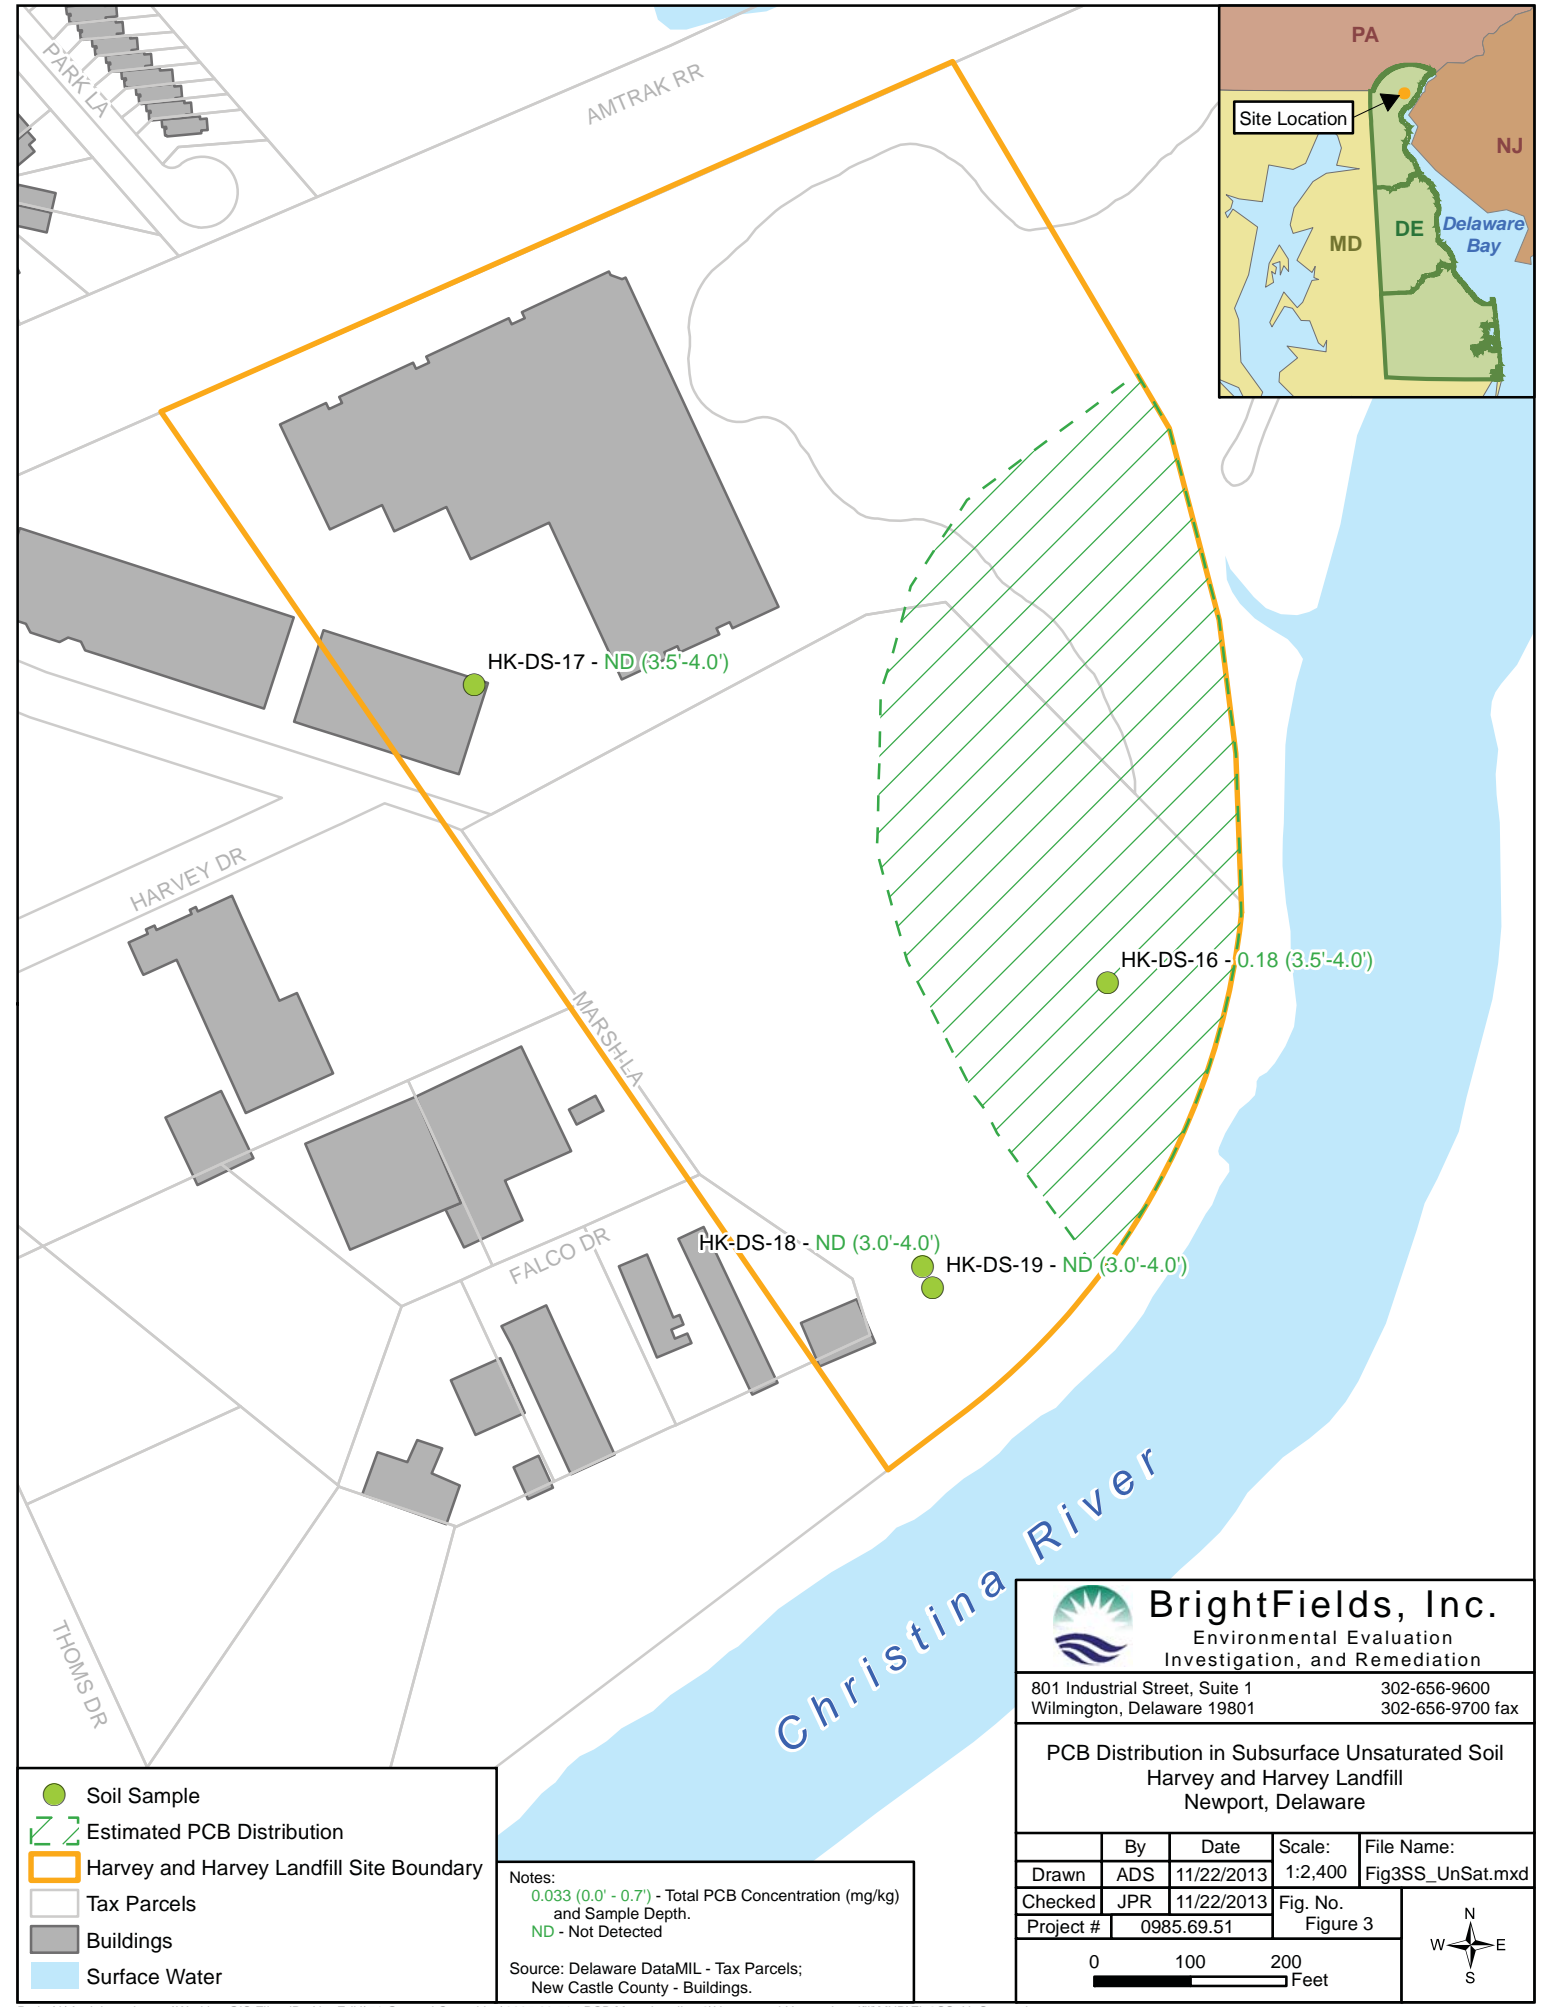 PARK LA
AMTRAK RR
PA
Site Location
NJ
MD
DE
Delaware
Bay
HK-DS-17 - ND (3.5'-4.0')
HARVEY DR
HK-DS-16 - 0.18 (3.5'-4.0')
MARSH LA
HK-DS-18 - ND (3.0'-4.0')
HK-DS-19 - ND (3.0'-4.0')
FALCO DR
THOMS DR
Christina River
BrightFields, Inc.
Environmental Evaluation
Investigation, and Remediation
801 Industrial Street, Suite 1 302-656-9600
Wilmington, Delaware 19801 302-656-9700 fax
PCB Distribution in Subsurface Unsaturated Soil
Harvey and Harvey Landfill
Newport, Delaware
By Date Scale: File Name:
Drawn ADS 11/22/2013 1:2,400 Fig3SS_UnSat.mxd
Checked JPR 11/22/2013 Fig. No.
Project # 0985.69.51 Figure 3
0 100 200
Feet
N
W E
S
Soil Sample
Estimated PCB Distribution
Harvey and Harvey Landfill Site Boundary
Tax Parcels
Buildings
Surface Water
Notes:
0.033 (0.0' - 0.7') - Total PCB Concentration (mg/kg)
and Sample Depth.
ND - Not Detected
Source: Delaware DataMIL - Tax Parcels;
New Castle County - Buildings.